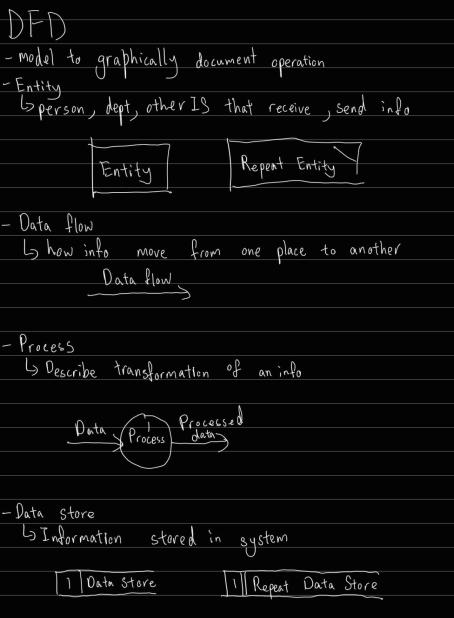 DFD
- model to graphically document operation
- Entity
↳ person, dept, other IS that receive, send info
Entity
Repeat Entity
- Data flow
↳ how info move from one place to another
Data flow
- Process
↳ Describe transformation of an info
Data
1
Process
Processed
data
- Data store
↳ Information stored in system
1 Data Store
1 Repeat Data Store